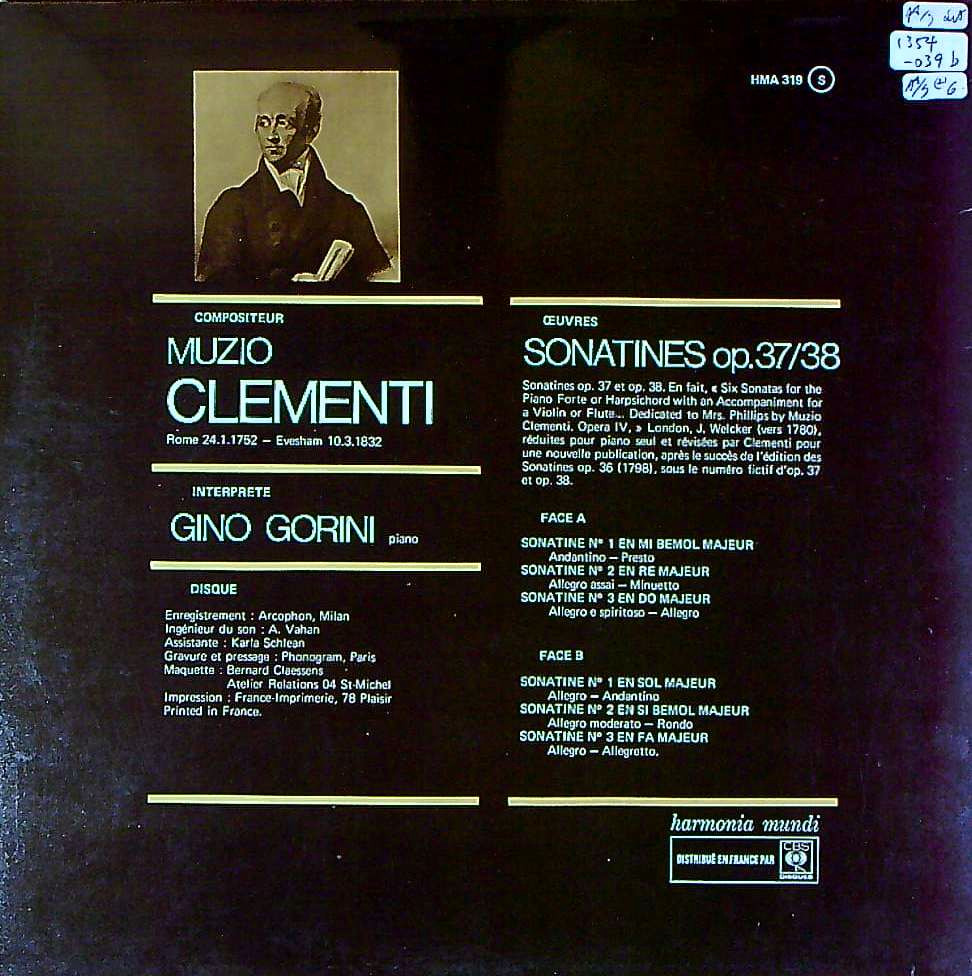 1354
-039 b
HMA 319 S
COMPOSITEUR
MUZIO
CLEMENTI
Rome 24.1.1752 – Evesham 10.3.1832
INTERPRETE
GINO GORINI piano
DISQUE
Enregistrement : Arcophon, Milan
Ingénieur du son : A. Vahan
Assistante : Karla Schlean
Gravure et pressage : Phonogram, Paris
Maquette : Bernard Claessens
Atelier Relations 04 St-Michel
Impression : France-Imprimerie, 78 Plaisir
Printed in France.
ŒUVRES
SONATINES op.37/38
Sonatines op. 37 et op. 38. En fait, « Six Sonatas for the
Piano Forte or Harpsichord with an Accompaniment for
a Violin or Flute... Dedicated to Mrs. Phillips by Muzio
Clementi. Opera IV, » London, J. Welcker (vers 1780),
réduites pour piano seul et révisées par Clementi pour
une nouvelle publication, après le succès de l'édition des
Sonatines op. 36 (1798), sous le numéro fictif d'op. 37
et op. 38.
FACE A
SONATINE N° 1 EN MI BEMOL MAJEUR
Andantino – Presto
SONATINE N° 2 EN RE MAJEUR
Allegro assai – Minuetto
SONATINE N° 3 EN DO MAJEUR
Allegro e spiritoso – Allegro
FACE B
SONATINE N° 1 EN SOL MAJEUR
Allegro – Andantino
SONATINE N° 2 EN SI BEMOL MAJEUR
Allegro moderato – Rondo
SONATINE N° 3 EN FA MAJEUR
Allegro – Allegretto.
harmonia mundi
DISTRIBUÉ EN FRANCE PAR
CBS
DISQUES